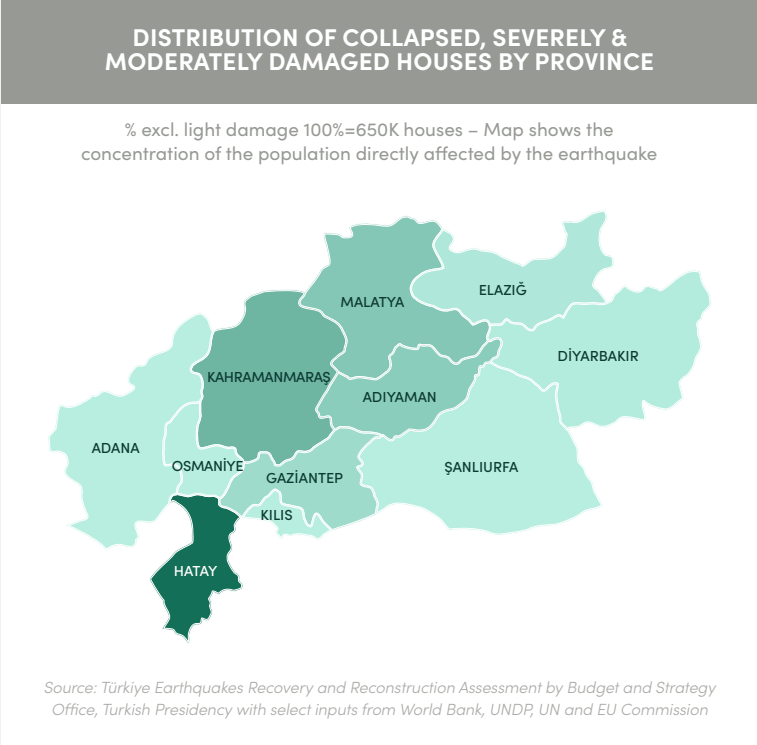 DISTRIBUTION OF COLLAPSED, SEVERELY &
MODERATELY DAMAGED HOUSES BY PROVINCE
% excl. light damage 100%=650K houses – Map shows the
concentration of the population directly affected by the earthquake
ELAZIĞ
MALATYA
DİYARBAKIR
KAHRAMANMARAŞ
ADIYAMAN
ADANA
OSMANİYE
ŞANLIURFA
GAZİANTEP
KILIS
HATAY
Source: Türkiye Earthquakes Recovery and Reconstruction Assessment by Budget and Strategy
Office, Turkish Presidency with select inputs from World Bank, UNDP, UN and EU Commission